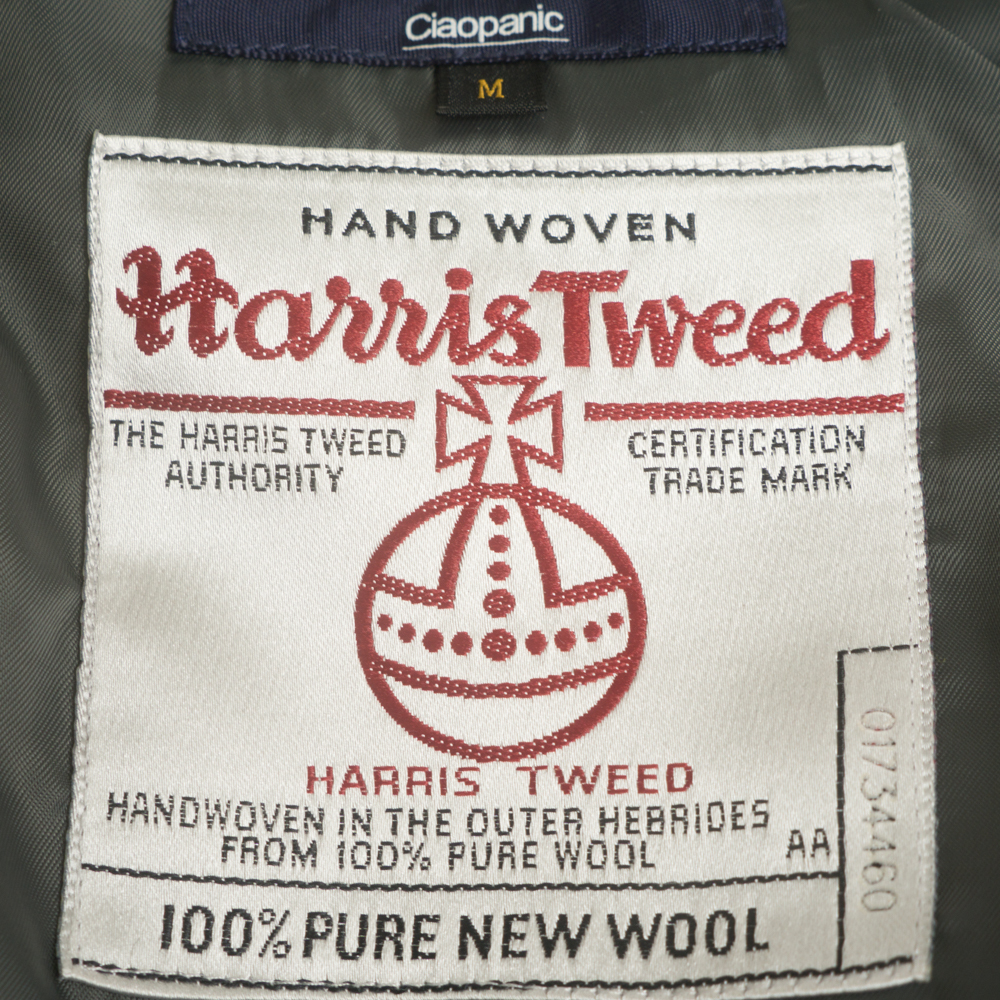 Ciaopanic
M
HAND WOVEN
Harris Tweed
THE HARRIS TWEED
AUTHORITY
CERTIFICATION
TRADE MARK
HARRIS TWEED
HANDWOVEN IN THE OUTER HEBRIDES
FROM 100% PURE WOOL
AA
01734460
100% PURE NEW WOOL